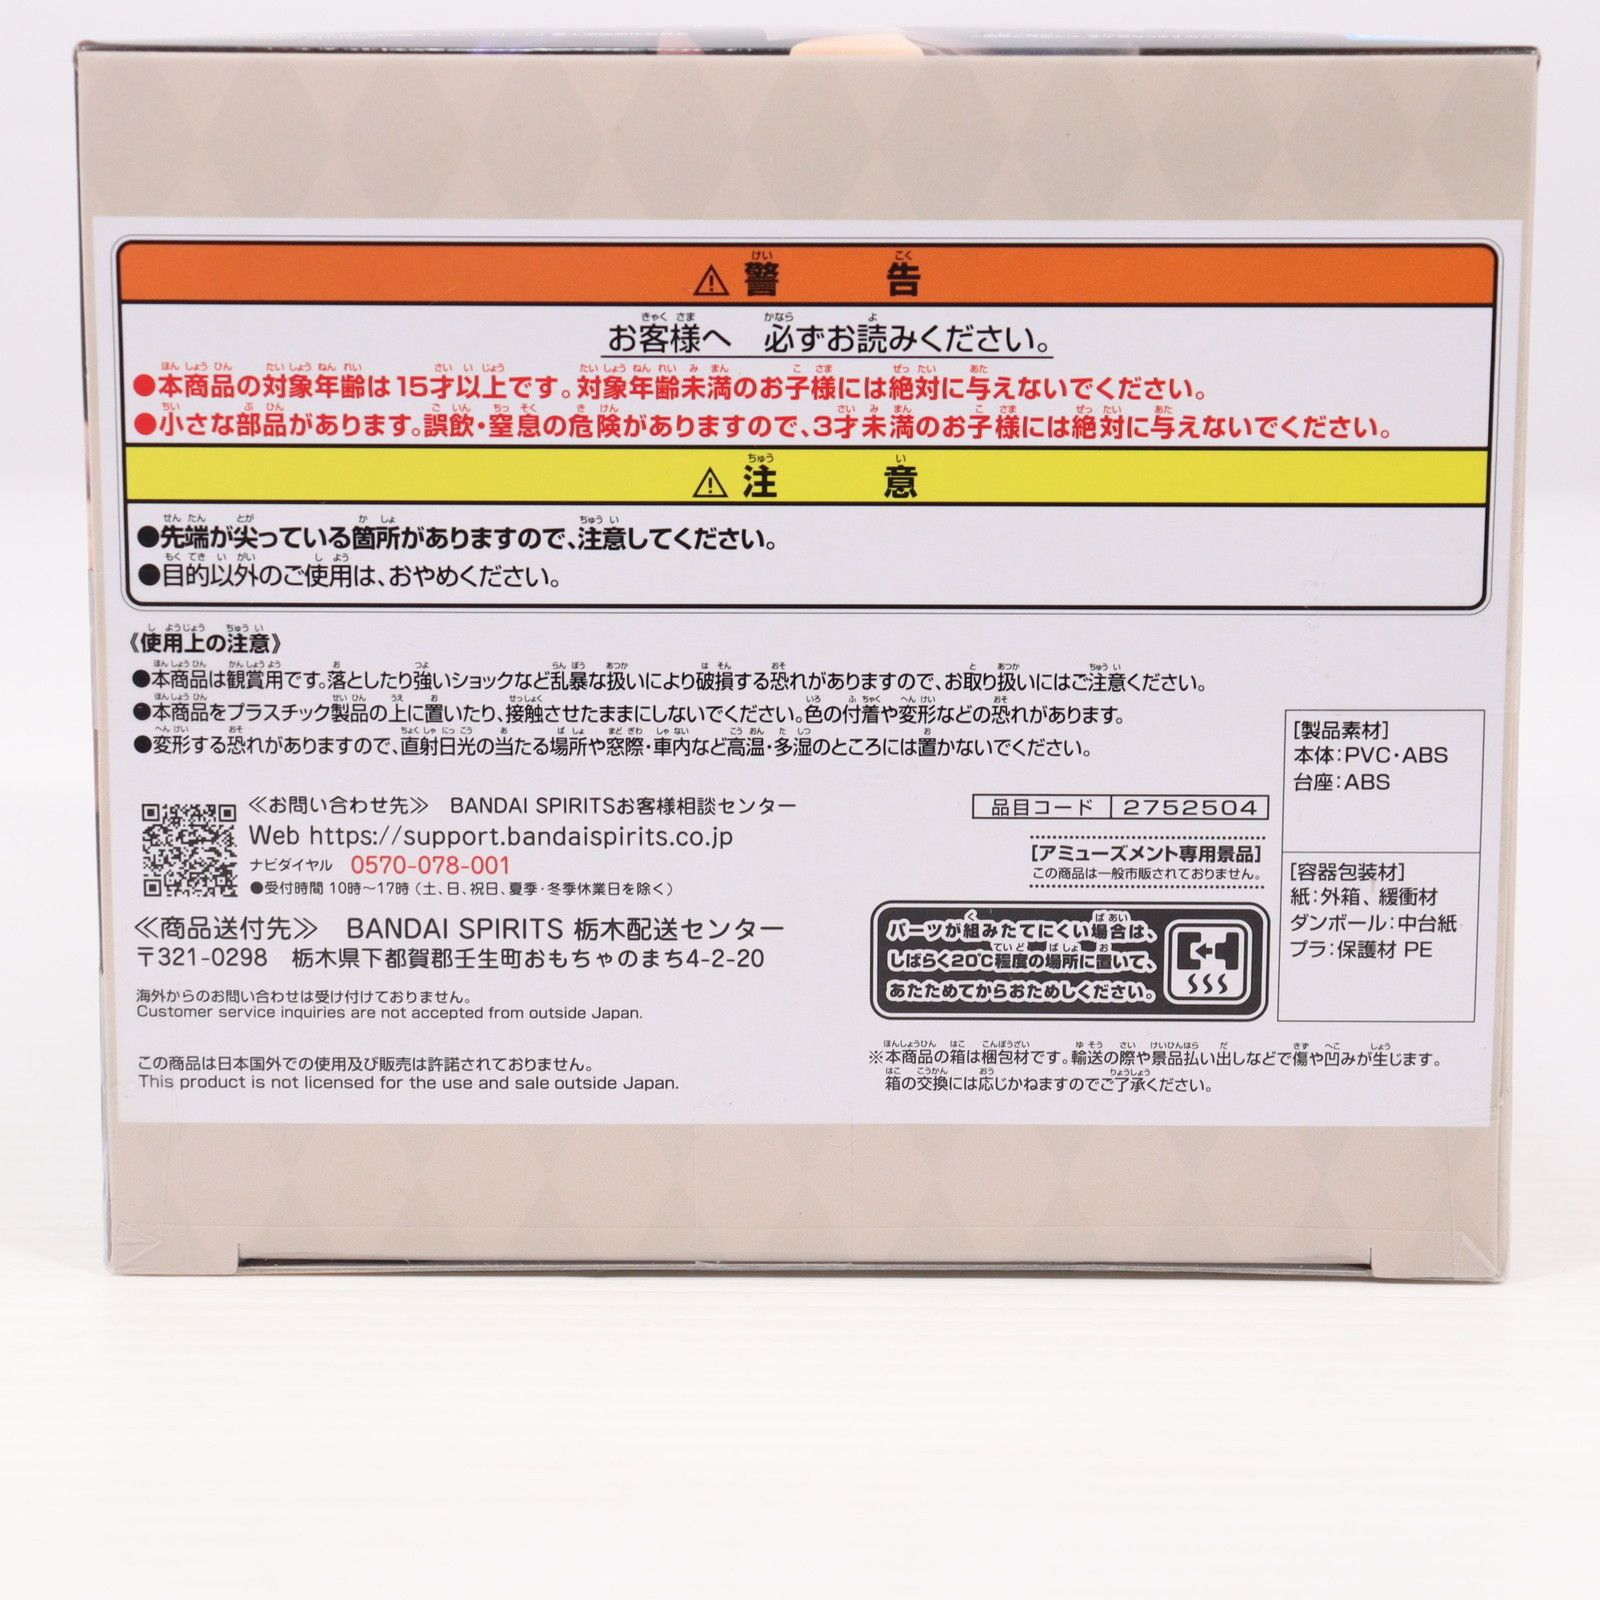 ⚠警告
お客様へ　必ずお読みください。
●本商品の対象年齢は15才以上です。対象年齢未満のお子様には絶対に与えないでください。
●小さな部品があります。誤飲・窒息の危険がありますので、3才未満のお子様には絶対に与えないでください。
⚠注意
●先端が尖っている箇所がありますので、注意してください。
●目的以外のご使用は、おやめください。
《使用上の注意》
●本商品は観賞用です。落としたり強いショックなど乱暴な扱いにより破損する恐れがありますので、お取り扱いにはご注意ください。
●本商品をプラスチック製品の上に置いたり、接触させたままにしないでください。色の付着や変形などの恐れがあります。
●変形する恐れがありますので、直射日光の当たる場所や窓際・車内など高温・多湿のところには置かないでください。
[製品素材]
本体：PVC・ABS
台座：ABS
≪お問い合わせ先≫　BANDAI SPIRITSお客様相談センター
Web https://support.bandaispirits.co.jp
ナビダイヤル　0570-078-001
●受付時間 10時〜17時（土、日、祝日、夏季・冬季休業日を除く）
品目コード 2752504
[アミューズメント専用景品]
この商品は一般市販されておりません。
[容器包装材]
紙：外箱、緩衝材
ダンボール：中台紙
プラ：保護材 PE
≪商品送付先≫　BANDAI SPIRITS 栃木配送センター
〒321-0298　栃木県下都賀郡壬生町おもちゃのまち4-2-20
パーツが組みたてにくい場合は、
しばらく20℃程度の場所に置いて、
あたためてからおためしください。
海外からのお問い合わせは受け付けておりません。
Customer service inquiries are not accepted from outside Japan.
この商品は日本国外での使用及び販売は許諾されておりません。
This product is not licensed for the use and sale outside Japan.
※本商品の箱は梱包材です。輸送の際や景品払い出しなどで傷や凹みが生じます。
箱の交換には応じかねますのでご了承ください。